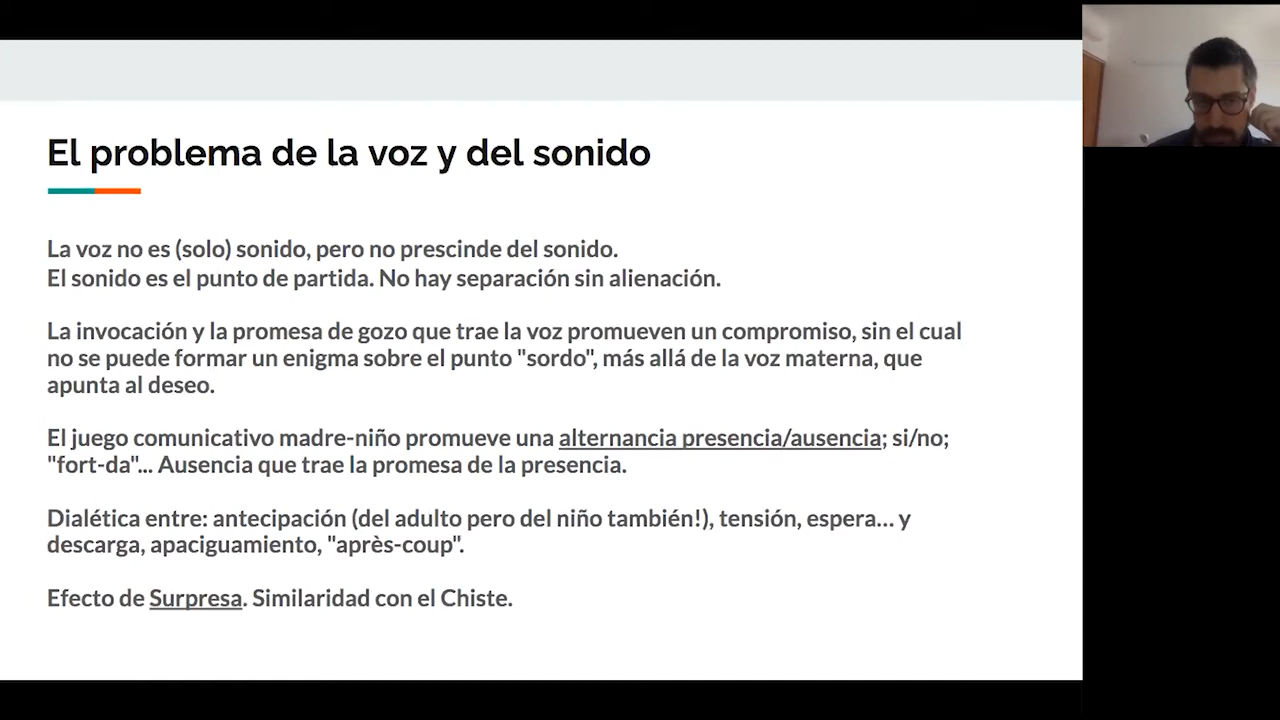 El problema de la voz y del sonido
La voz no es (solo) sonido, pero no prescinde del sonido.
El sonido es el punto de partida. No hay separación sin alienación.
La invocación y la promesa de gozo que trae la voz promueven un compromiso, sin el cual
no se puede formar un enigma sobre el punto "sordo", más allá de la voz materna, que
apunta al deseo.
El juego comunicativo madre-niño promueve una alternancia presencia/ausencia; si/no;
"fort-da"... Ausencia que trae la promesa de la presencia.
Dialética entre: antecipación (del adulto pero del niño también!), tensión, espera... y
descarga, apaciguamiento, "après-coup".
Efecto de Surpresa. Similaridad con el Chiste.